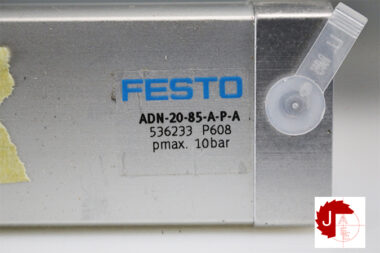 FESTO
ADN-20-85-A-P-A
536233 P608
pmax. 10bar
J